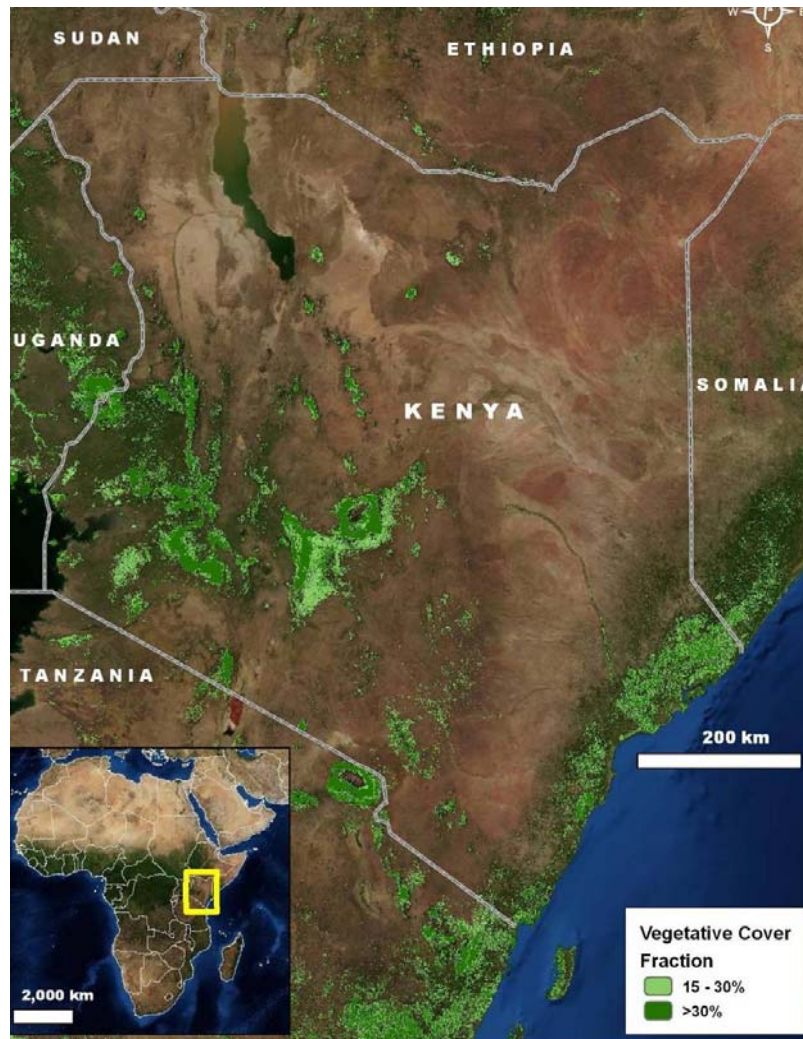 W
E
S
SUDAN
ETHIOPIA
UGANDA
KENYA
SOMALIA
TANZANIA
200 km
2,000 km
Vegetative Cover
Fraction
15 - 30%
>30%